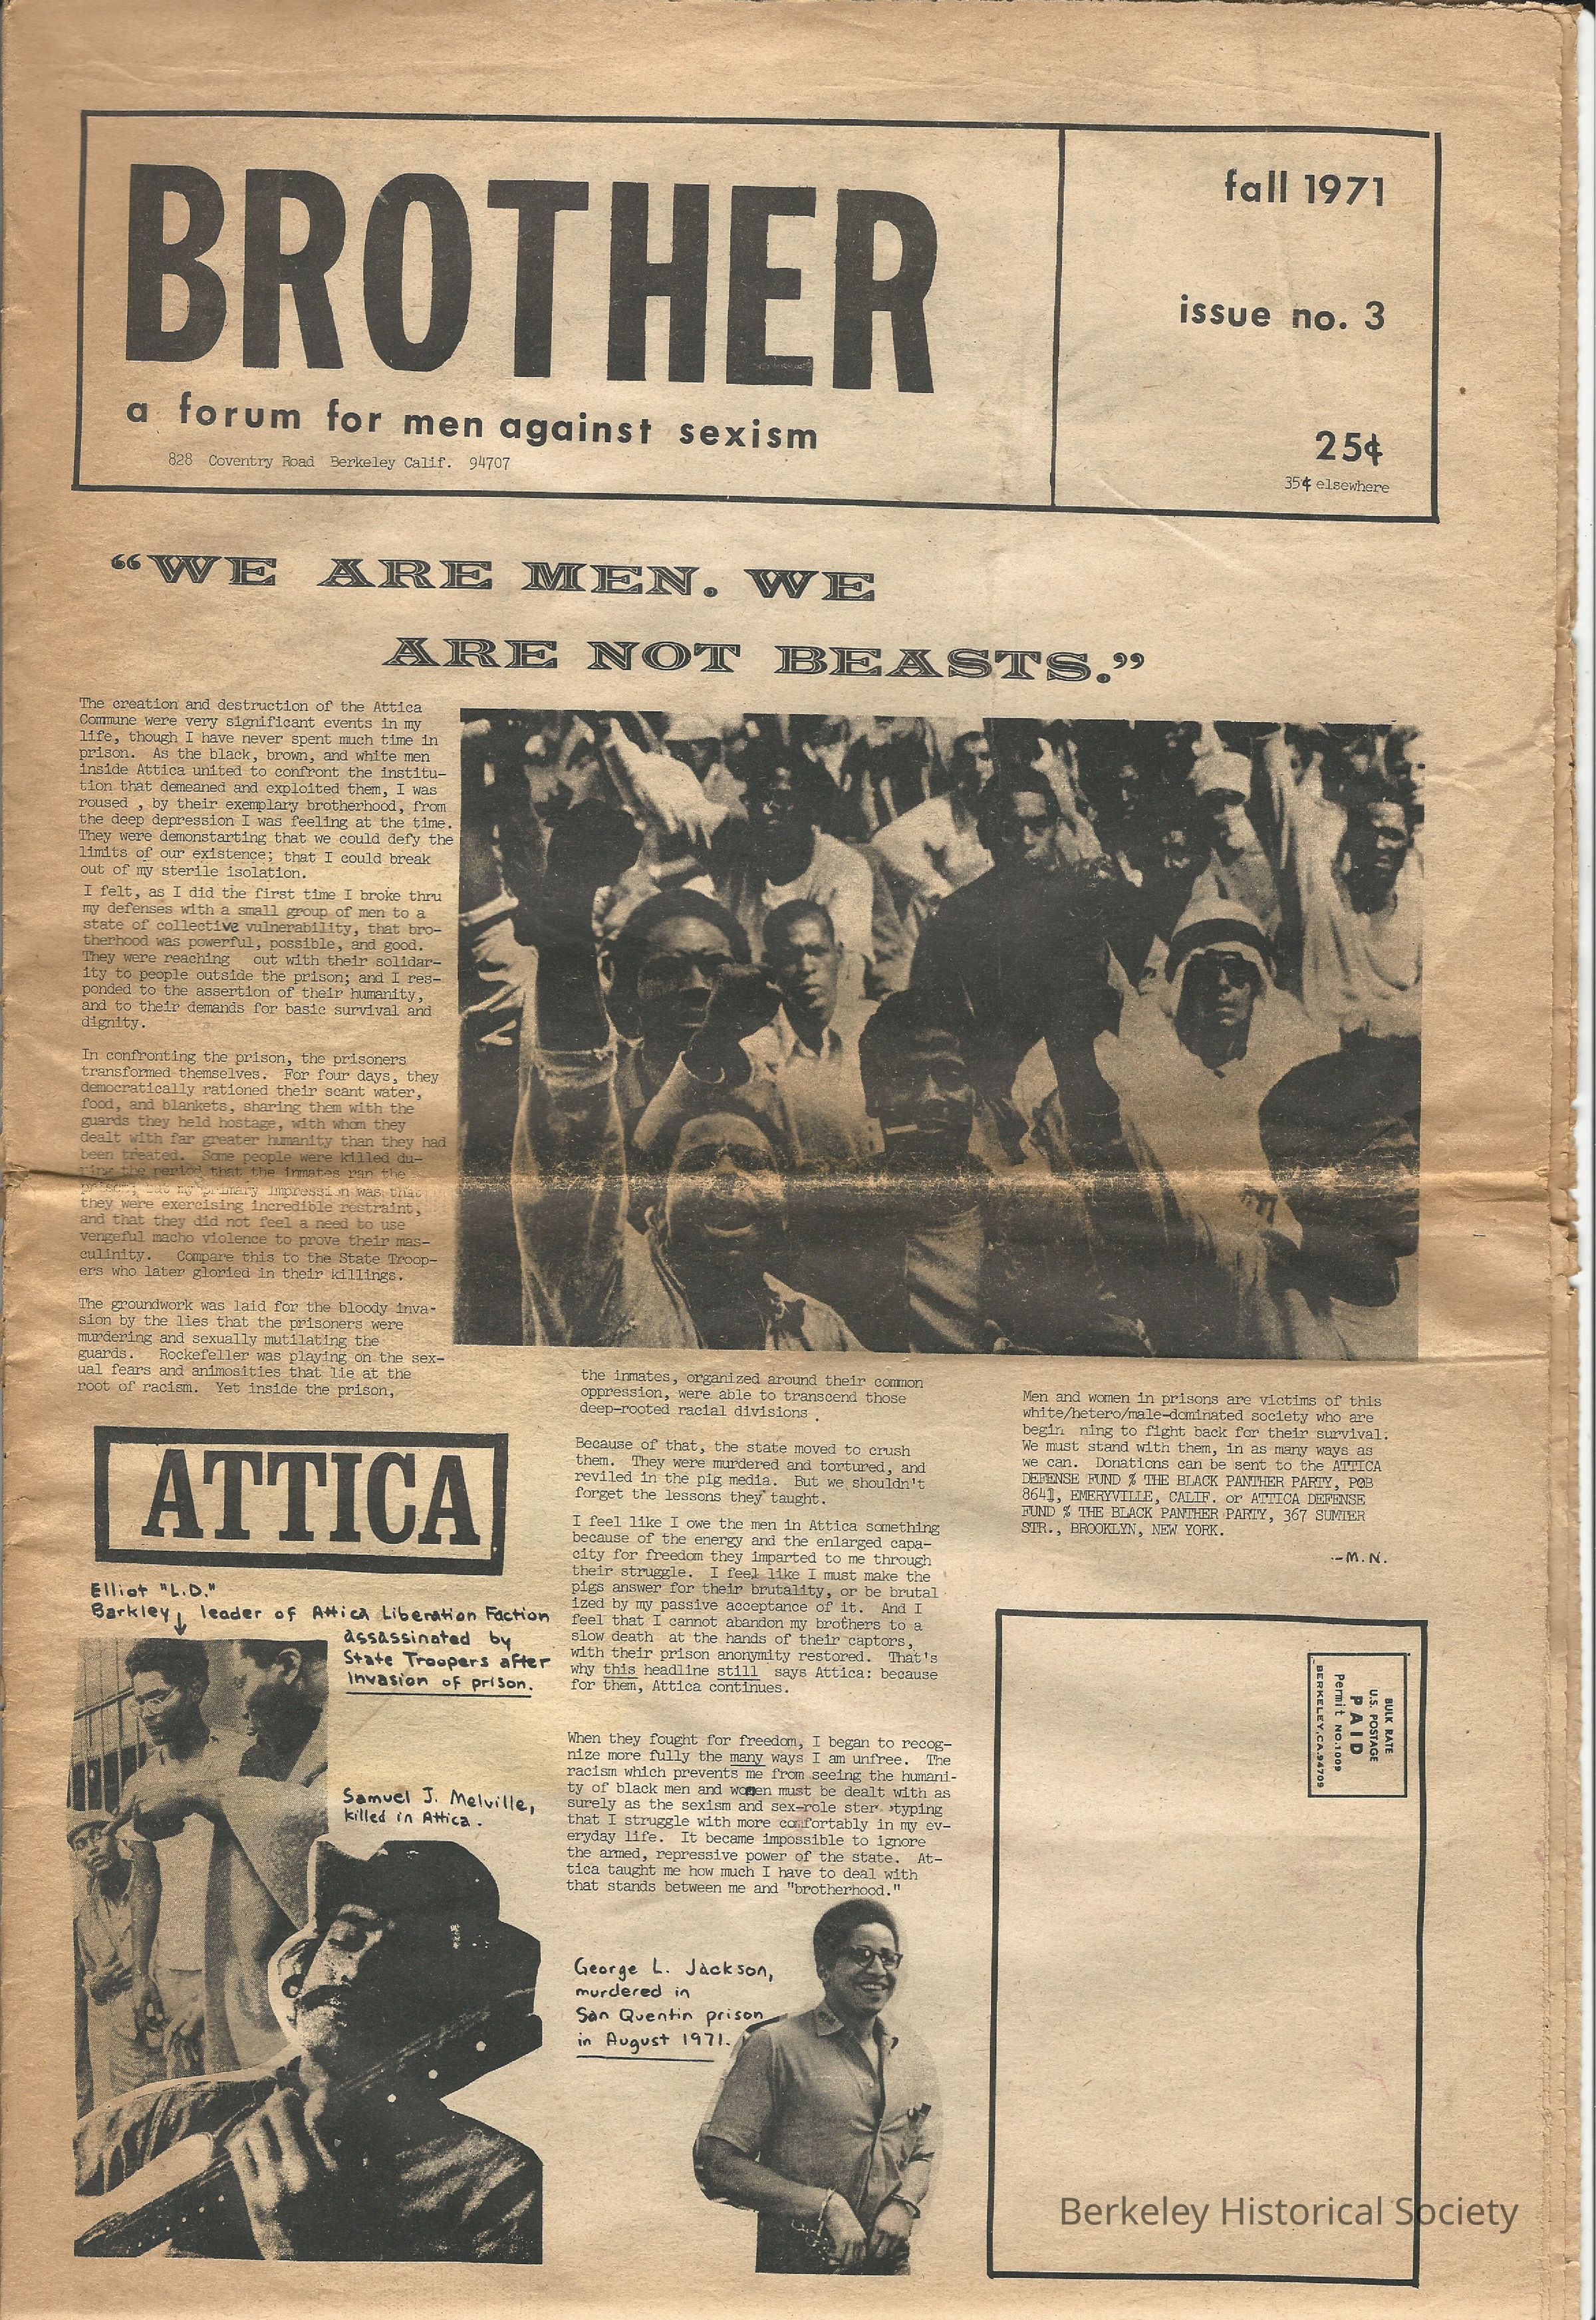 BROTHER
a forum for men against sexism
828 Coventry Road Berkeley Calif. 94707
fall 1971
issue no. 3
25¢
35¢ elsewhere
“WE ARE MEN. WE
ARE NOT BEASTS.”
The creation and destruction of the Attica
Commune were very significant events in my
life, though I have never spent much time in
prison. As the black, brown, and white men
inside Attica united to confront the institu-
tion that demeaned and exploited them, I was
roused , by their exemplary brotherhood, from
the deep depression I was feeling at the time.
They were demonstarting that we could defy the
limits of our existence; that I could break
out of my sterile isolation.
I felt, as I did the first time I broke thru
my defenses with a small group of men to a
state of collective vulnerability, that bro-
therhood was powerful, possible, and good.
They were reaching out with their solidar-
ity to people outside the prison; and I res-
ponded to the assertion of their humanity,
and to their demands for basic survival and
dignity.
In confronting the prison, the prisoners
transformed themselves. For four days, they
democratically rationed their scant water,
food, and blankets, sharing them with the
guards they held hostage, with whom they
dealt with far greater humanity than they had
been treated. Some people were killed du-
ring the period that the inmates ran the
prison; but my primary impression was that
they were exercising incredible restraint,
and that they did not feel a need to use
vengeful macho violence to prove their mas-
culinity. Compare this to the State Troop-
ers who later gloried in their killings.
The groundwork was laid for the bloody inva-
sion by the lies that the prisoners were
murdering and sexually mutilating the
guards. Rockefeller was playing on the sex-
ual fears and animosities that lie at the
root of racism. Yet inside the prison,
the inmates, organized around their common
oppression, were able to transcend those
deep-rooted racial divisions .
Because of that, the state moved to crush
them. They were murdered and tortured, and
reviled in the pig media. But we shouldn't
forget the lessons they taught.
I feel like I owe the men in Attica something
because of the energy and the enlarged capa-
city for freedom they imparted to me through
their struggle. I feel like I must make the
pigs answer for their brutality, or be brutal
ized by my passive acceptance of it. And I
feel that I cannot abandon my brothers to a
slow death at the hands of their captors,
with their prison anonymity restored. That's
why this headline still says Attica: because
for them, Attica continues.
When they fought for freedom, I began to recog-
nize more fully the many ways I am unfree. The
racism which prevents me from seeing the humani-
ty of black men and women must be dealt with as
surely as the sexism and sex-role ster typing
that I struggle with more comfortably in my ev-
eryday life. It became impossible to ignore
the armed, repressive power of the state. At-
tica taught me how much I have to deal with
that stands between me and "brotherhood."
Men and women in prisons are victims of this
white/hetero/male-dominated society who are
begin ning to fight back for their survival.
We must stand with them, in as many ways as
we can. Donations can be sent to the ATTICA
DEFENSE FUND % THE BLACK PANTHER PARTY, POB
8641, EMERYVILLE, CALIF. or ATTICA DEFENSE
FUND % THE BLACK PANTHER PARTY, 367 SUMTER
STR., BROOKLYN, NEW YORK.
--M.N.
ATTICA
Elliot "L.D."
Barkley, leader of Attica Liberation Faction
assassinated by
State Troopers after
invasion of prison.
Samuel J. Melville,
killed in Attica.
George L. Jackson,
murdered in
San Quentin prison
in August 1971.
BULK RATE
U.S. POSTAGE
PAID
Permit No.1009
BERKELEY,CA.94709
Berkeley Historical Society